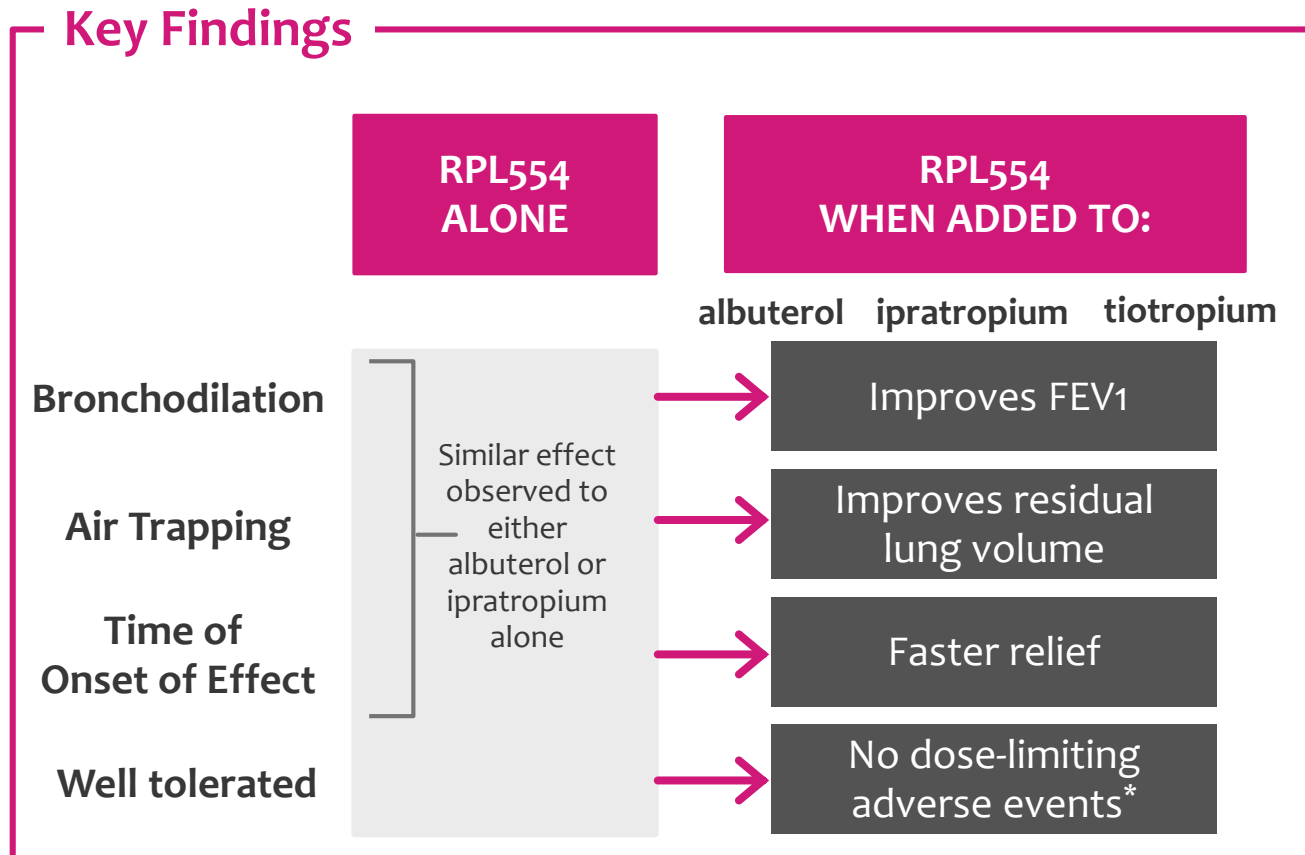 Key Findings
RPL554
ALONE
RPL554
WHEN ADDED TO:
albuterol ipratropium tiotropium
Bronchodilation
Air Trapping
Time of
Onset of Effect
Well tolerated
Similar effect
observed to
either
albuterol or
ipratropium
alone
Improves FEV1
Improves residual
lung volume
Faster relief
No dose-limiting
adverse events*